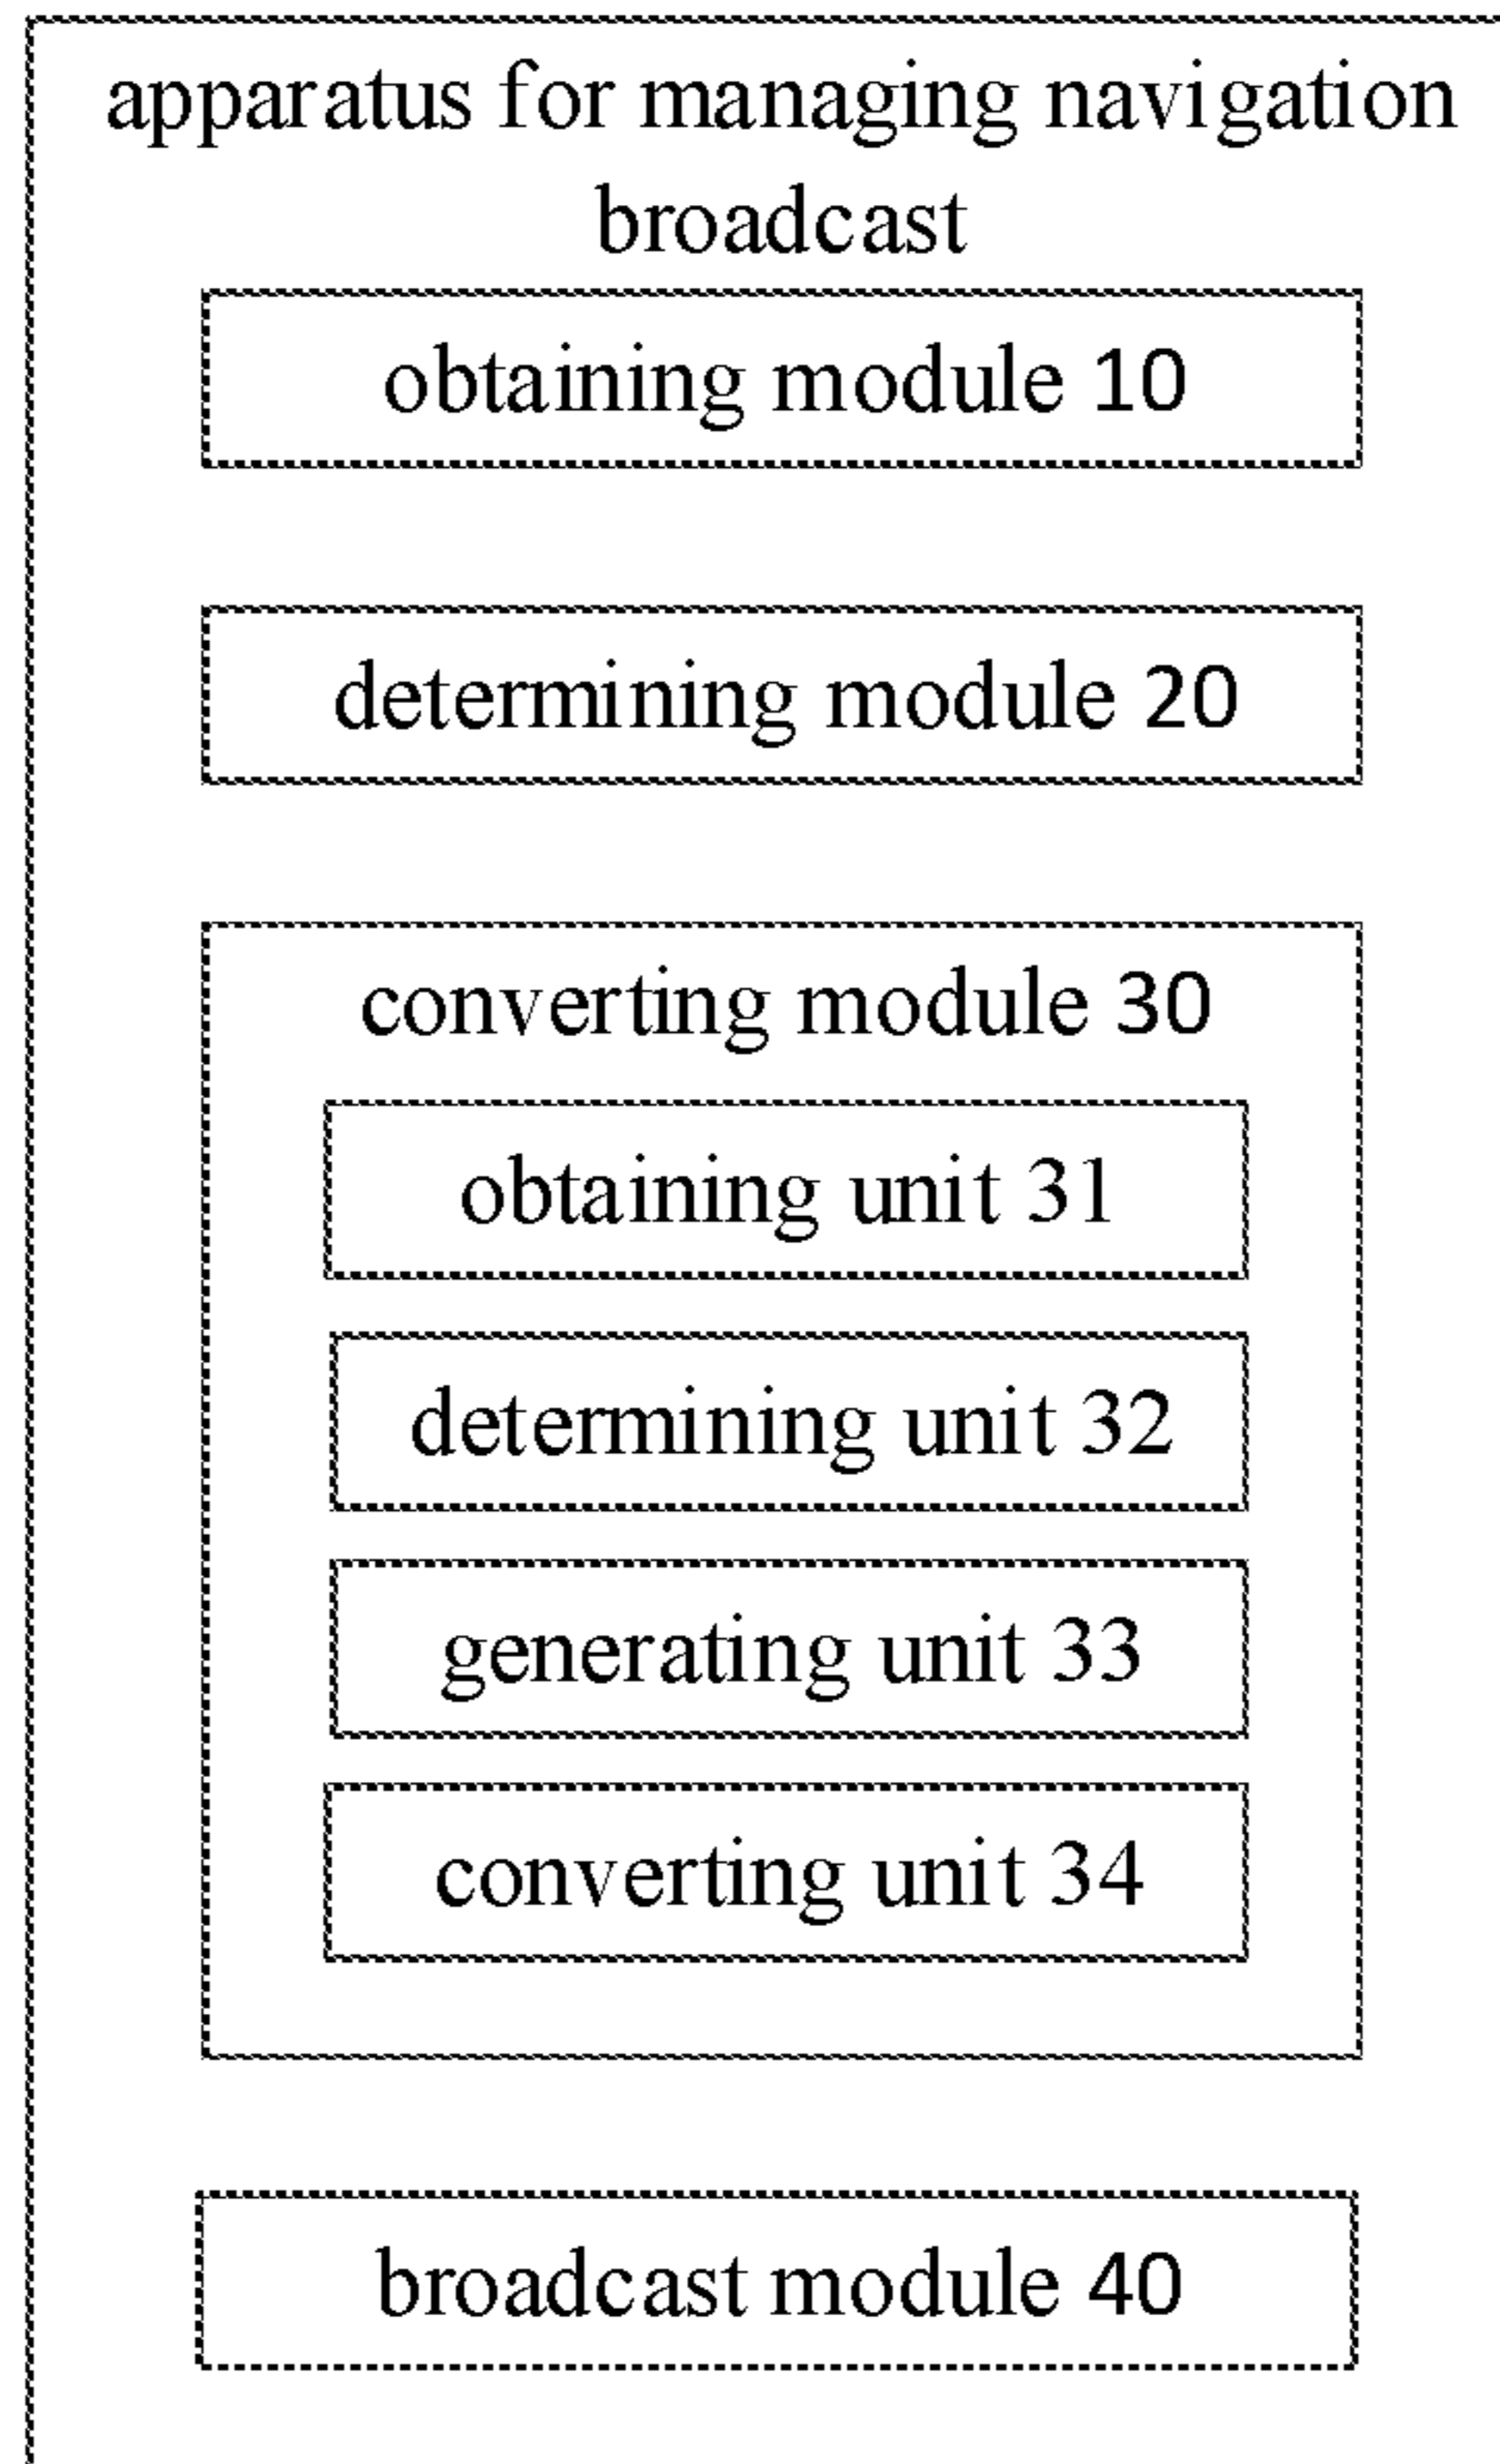 apparatus for managing navigation
broadcast
obtaining module 10
determining module 20
converting module 30
obtaining unit 31
determining unit 32
generating unit 33
converting unit 34
broadcast module 40